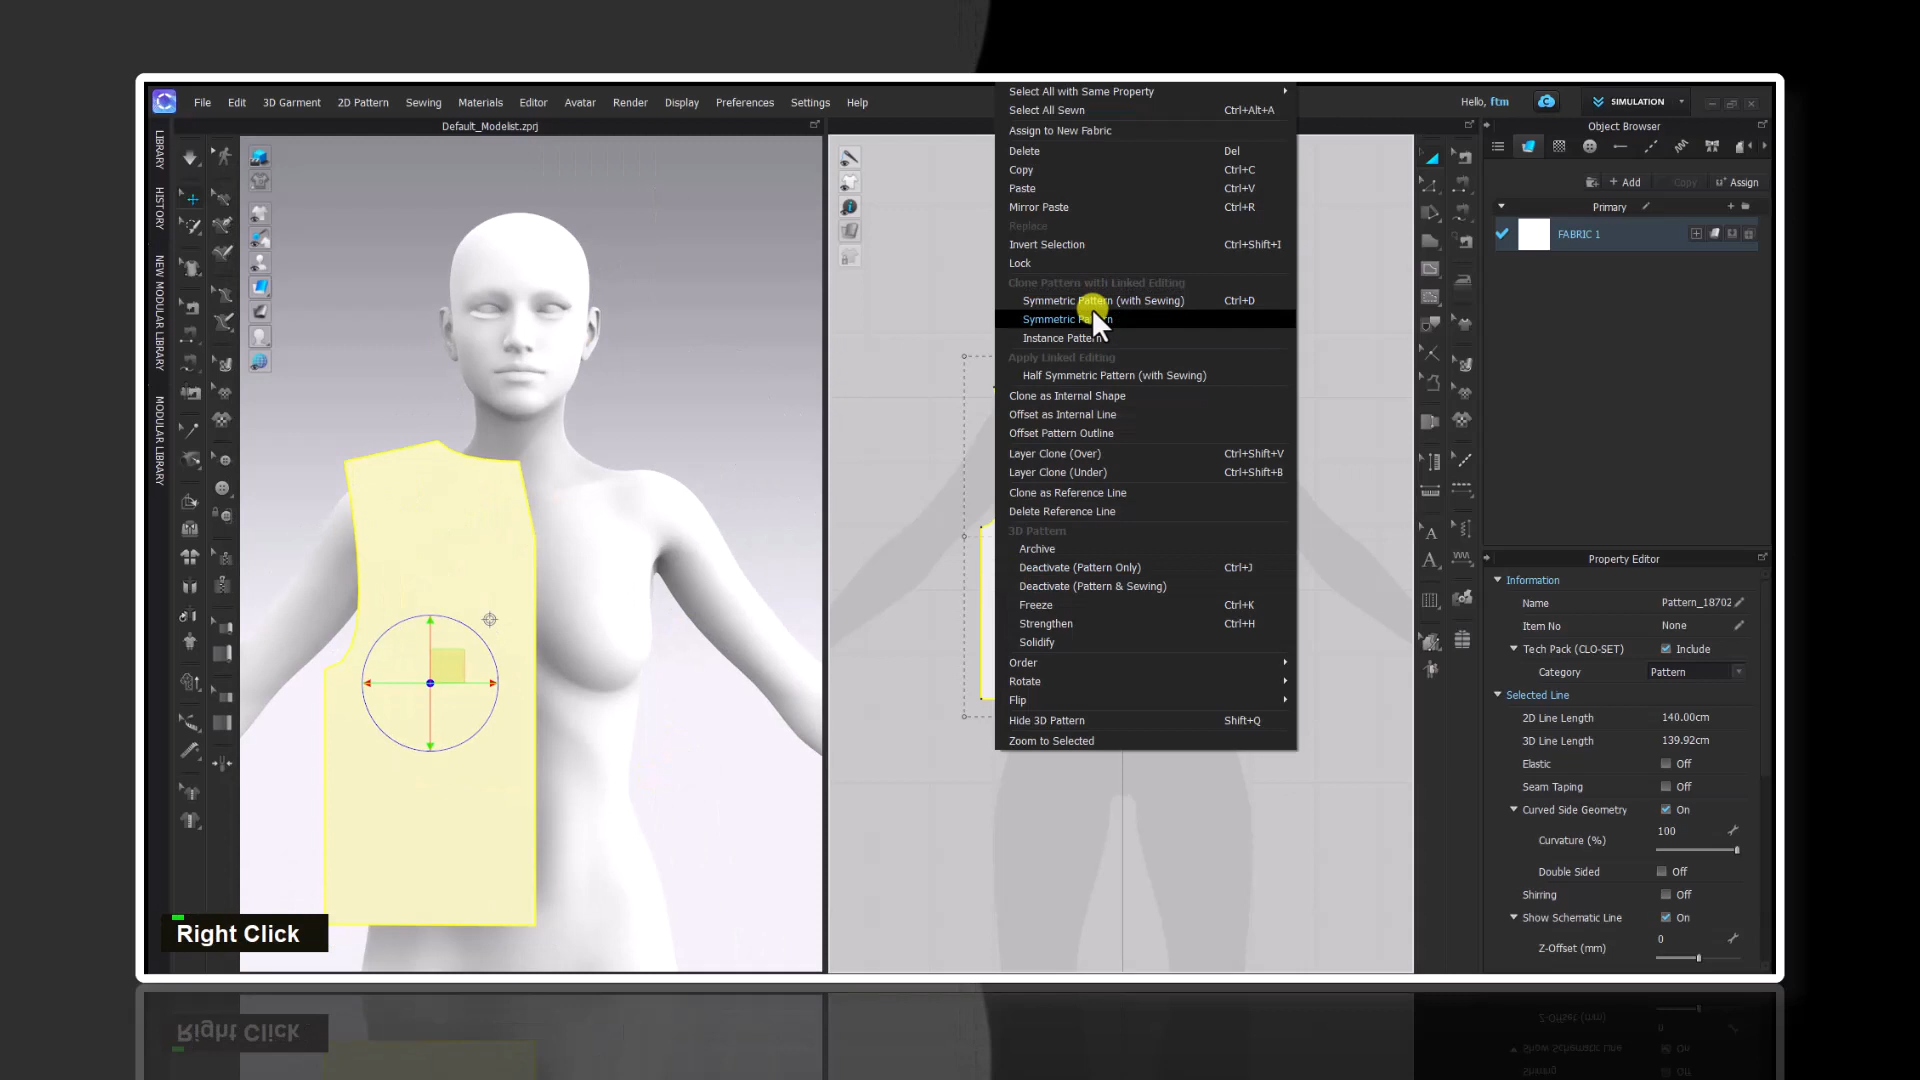 File Edit 3D Garment 2D Pattern Sewing Materials Editor Avatar Render Display Preferences Settings Help
Hello, ftm
SIMULATION
Default_Modelist.zprj
LIBRARY
HISTORY
NEW MODULAR LIBRARY
MODULAR LIBRARY
Select All with Same Property
Select All Sewn Ctrl+Alt+A
Assign to New Fabric
Delete Del
Copy Ctrl+C
Paste Ctrl+V
Mirror Paste Ctrl+R
Replace
Invert Selection Ctrl+Shift+I
Lock
Clone Pattern with Linked Editing
Symmetric Pattern (with Sewing) Ctrl+D
Symmetric Pattern
Instance Pattern
Apply Linked Editing
Half Symmetric Pattern (with Sewing)
Clone as Internal Shape
Offset as Internal Line
Offset Pattern Outline
Layer Clone (Over) Ctrl+Shift+V
Layer Clone (Under) Ctrl+Shift+B
Clone as Reference Line
Delete Reference Line
3D Pattern
Archive
Deactivate (Pattern Only) Ctrl+J
Deactivate (Pattern & Sewing)
Freeze Ctrl+K
Strengthen Ctrl+H
Solidify
Order
Rotate
Flip
Hide 3D Pattern Shift+Q
Zoom to Selected
Object Browser
+ Add Copy Assign
Primary
FABRIC 1
Property Editor
Information
Name Pattern_18702
Item No None
Tech Pack (CLO-SET) Include
Category Pattern
Selected Line
2D Line Length 140.00cm
3D Line Length 139.92cm
Elastic Off
Seam Taping Off
Curved Side Geometry On
Curvature (%) 100
Double Sided Off
Shirring Off
Show Schematic Line On
Z-Offset (mm) 0
Right Click